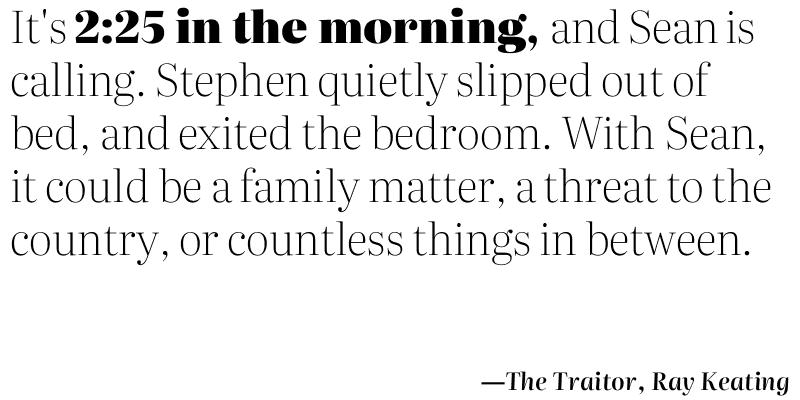 It's 2:25 in the morning, and Sean is
calling. Stephen quietly slipped out of
bed, and exited the bedroom. With Sean,
it could be a family matter, a threat to the
country, or countless things in between.
—The Traitor, Ray Keating